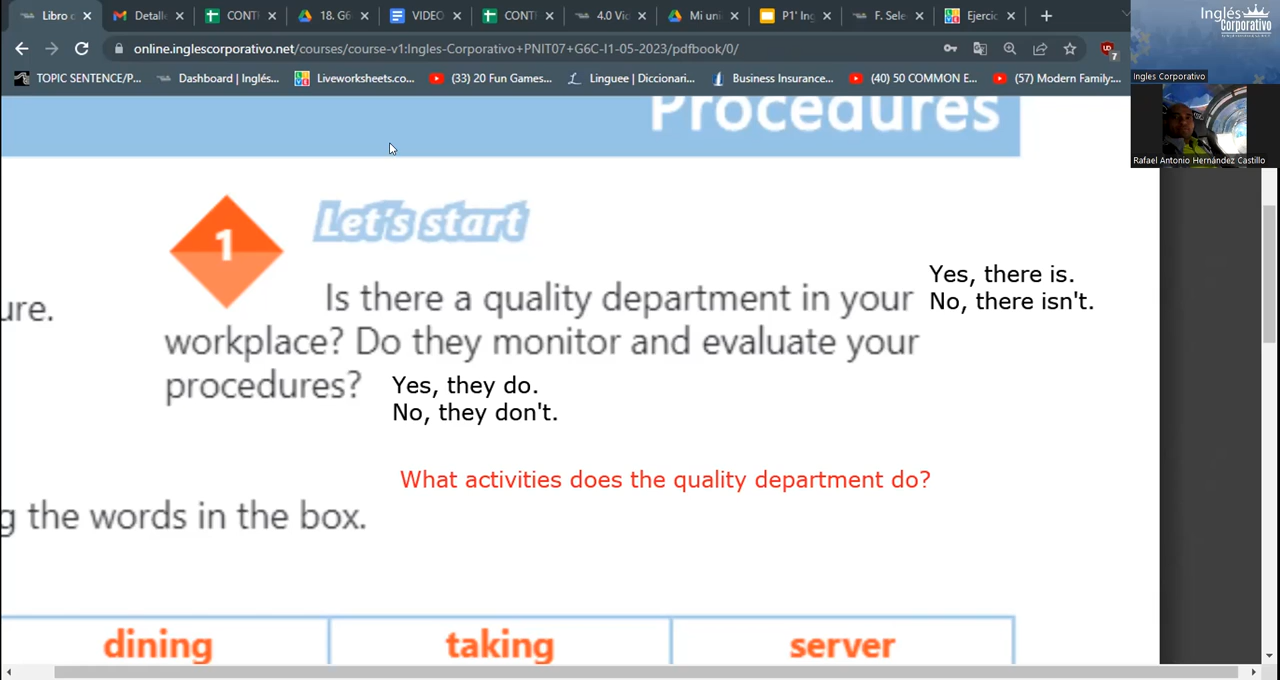 Libro c
Detalle
CONT
18. G6
VIDEO
CONT
4.0 Vic
Mi uni
P1' Ing
F. Sele
Ejercic
online.inglescorporativo.net/courses/course-v1:Ingles-Corporativo+PNIT07+G6C-I1-05-2023/pdfbook/0/
7
TOPIC SENTENCE/P...
Dashboard | Inglés...
Liveworksheets.co...
(33) 20 Fun Games...
Linguee | Diccionari...
Business Insurance...
(40) 50 COMMON E...
(57) Modern Family:...
Inglés
Corporativo
Ingles Corporativo
Rafael Antonio Hernández Castillo
Procedures
1
Let's start
Is there a quality department in your
workplace? Do they monitor and evaluate your
procedures?
Yes, there is.
No, there isn't.
Yes, they do.
No, they don't.
What activities does the quality department do?
ure.
g the words in the box.
dining
taking
server